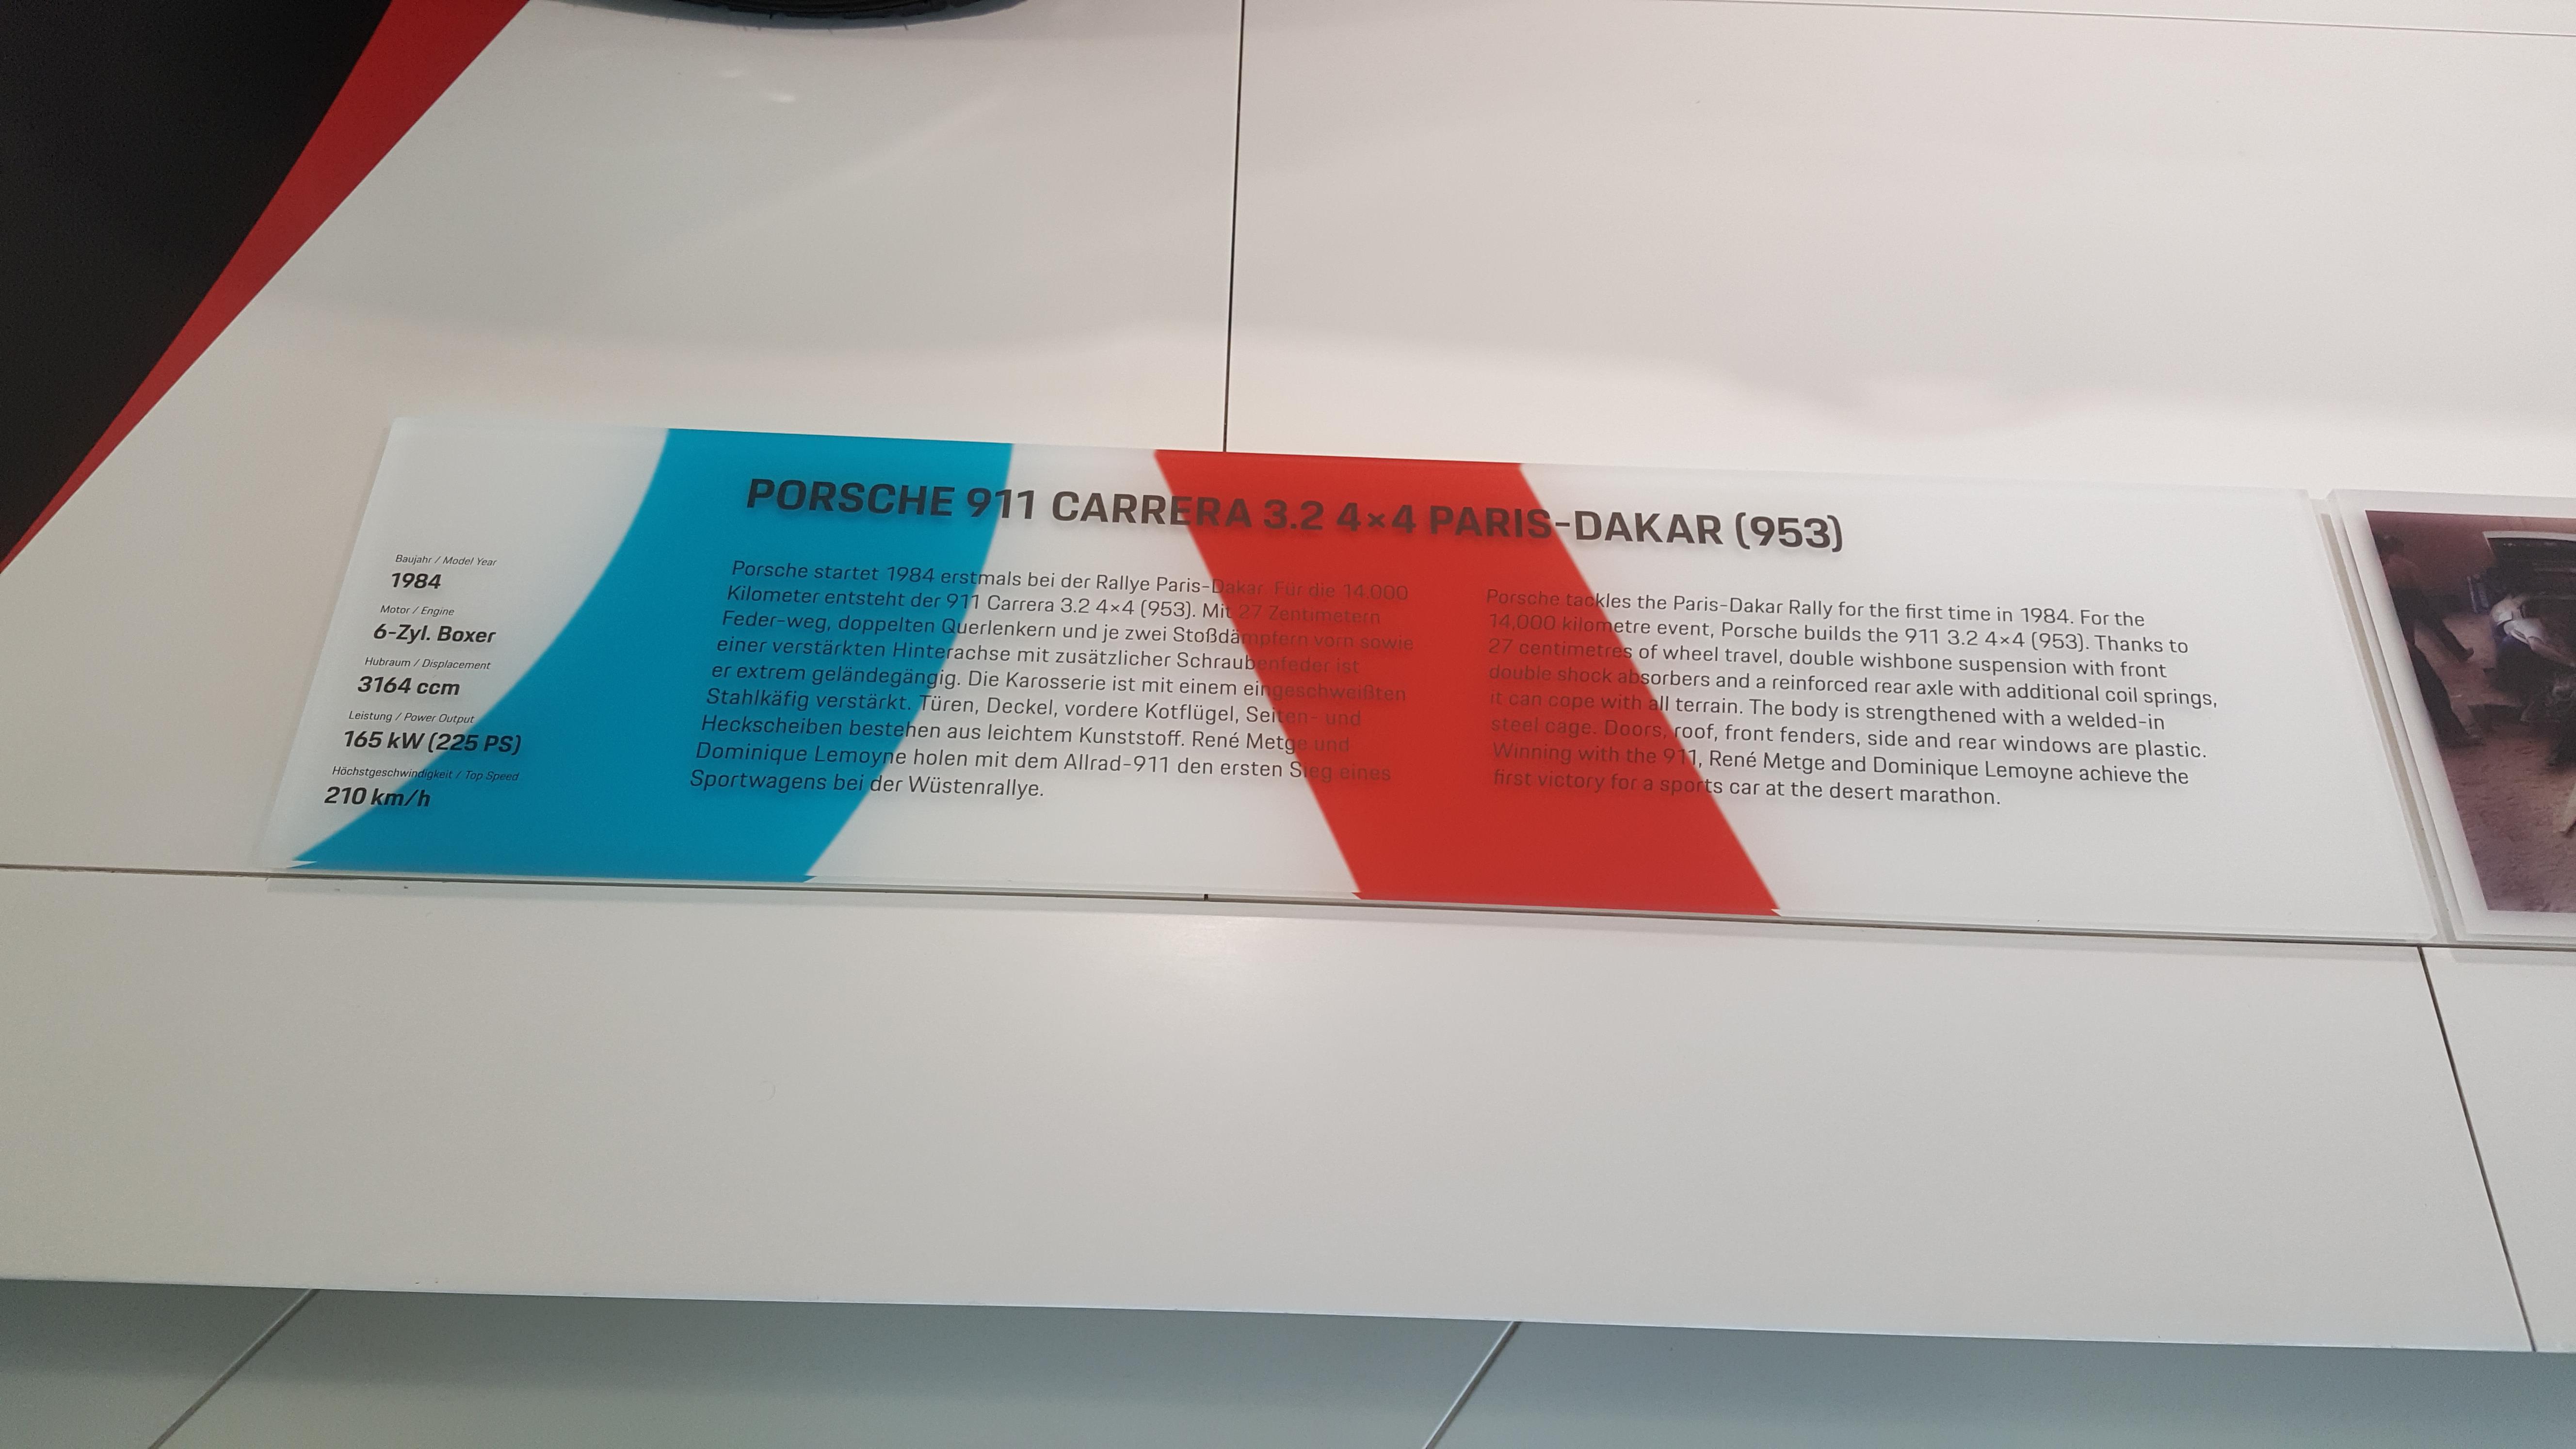 PORSCHE 911 CARRERA 3.2 4×4 PARIS-DAKAR (953)
Baujahr / Model Year
1984
Motor / Engine
6-Zyl. Boxer
Hubraum / Displacement
3164 ccm
Leistung / Power Output
165 kW (225 PS)
Höchstgeschwindigkeit / Top Speed
210 km/h
Porsche startet 1984 erstmals bei der Rallye Paris-Dakar. Für die 14.000
Kilometer entsteht der 911 Carrera 3.2 4×4 (953). Mit 27 Zentimetern
Feder-weg, doppelten Querlenkern und je zwei Stoßdämpfern vorn sowie
einer verstärkten Hinterachse mit zusätzlicher Schraubenfeder ist
er extrem geländegängig. Die Karosserie ist mit einem eingeschweißten
Stahlkäfig verstärkt. Türen, Deckel, vordere Kotflügel, Seiten- und
Heckscheiben bestehen aus leichtem Kunststoff. René Metge und
Dominique Lemoyne holen mit dem Allrad-911 den ersten Sieg eines
Sportwagens bei der Wüstenrallye.
Porsche tackles the Paris-Dakar Rally for the first time in 1984. For the
14,000 kilometre event, Porsche builds the 911 3.2 4×4 (953). Thanks to
27 centimetres of wheel travel, double wishbone suspension with front
double shock absorbers and a reinforced rear axle with additional coil springs,
it can cope with all terrain. The body is strengthened with a welded-in
steel cage. Doors, roof, front fenders, side and rear windows are plastic.
Winning with the 911, René Metge and Dominique Lemoyne achieve the
first victory for a sports car at the desert marathon.